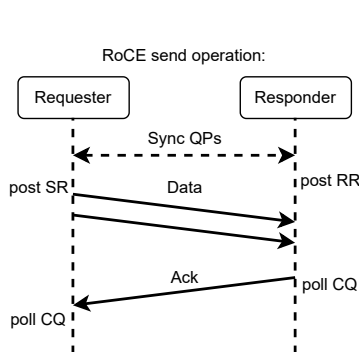 RoCE send operation:
Requester
Responder
Sync QPs
post SR
Data
post RR
Ack
poll CQ
poll CQ